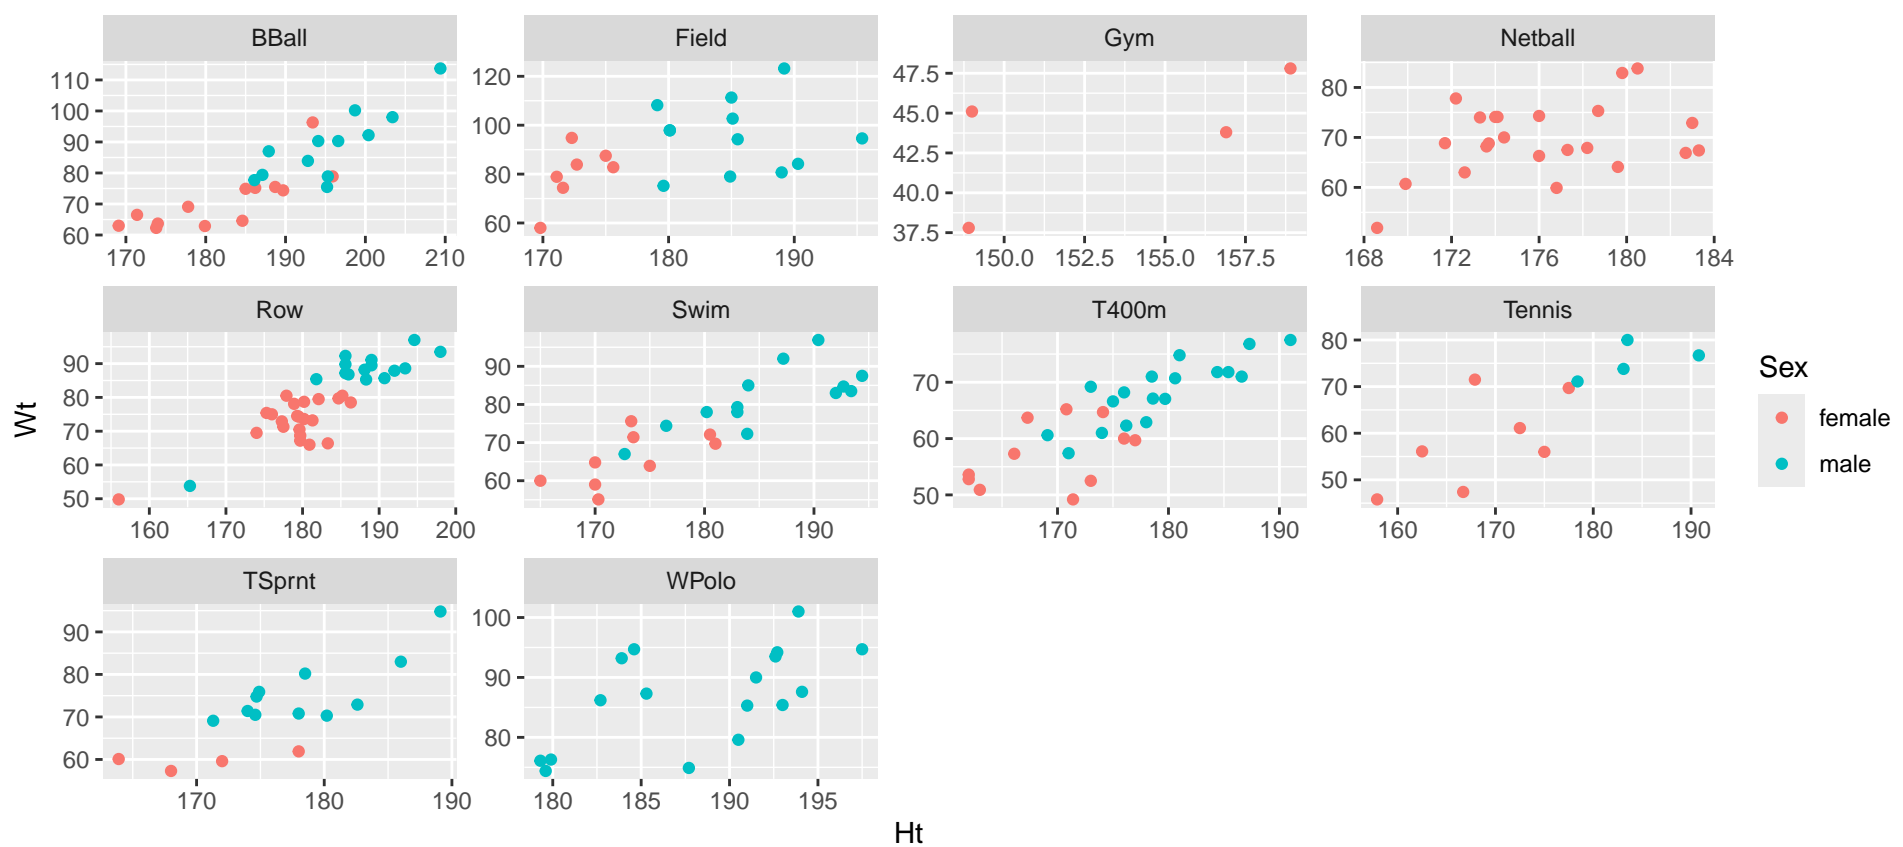 BBall Field Gym Netball
110
100
90
80
70
60
120
100
80
60
47.5
45.0
42.5
40.0
37.5
80
70
60
170 180 190 200 210
170 180 190
150.0 152.5 155.0 157.5
168 172 176 180 184
Row Swim T400m Tennis
90
80
70
60
50
90
80
70
60
70
60
50
80
70
60
50
160 170 180 190 200
170 180 190
170 180 190
160 170 180 190
TSprnt WPolo
90
80
70
60
100
90
80
170 180 190
180 185 190 195
Wt
Ht
Sex
female
male